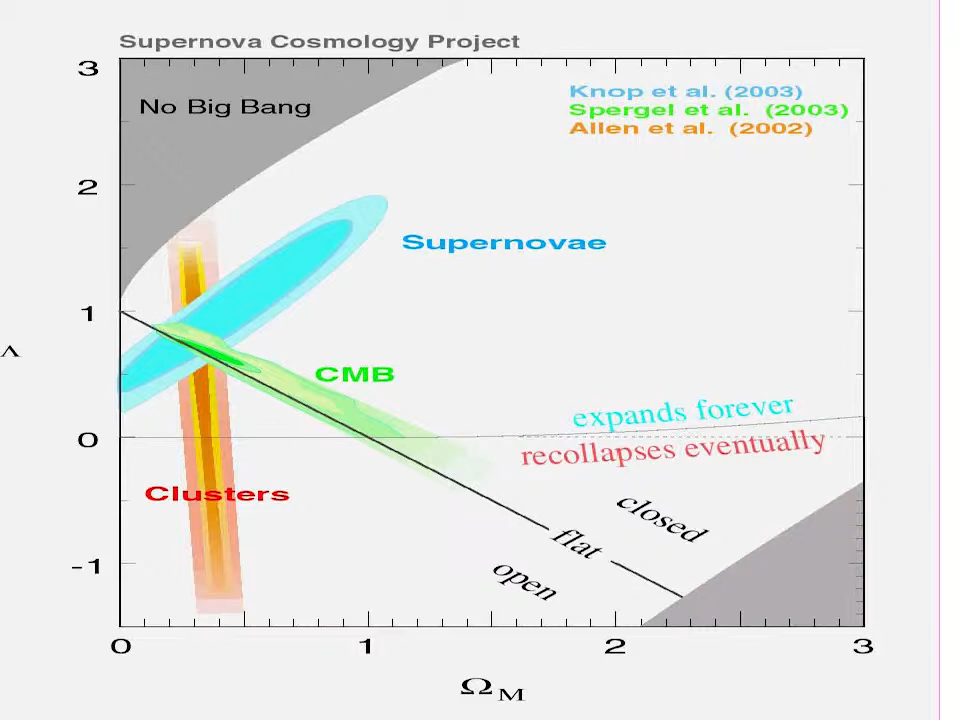 Supernova Cosmology Project
3
No Big Bang
Knop et al. (2003)
Spergel et al. (2003)
Allen et al. (2002)
2
Supernovae
1
Λ
CMB
expands forever
0
recollapses eventually
Clusters
closed
flat
-1
open
0 1 2 3
Ω M